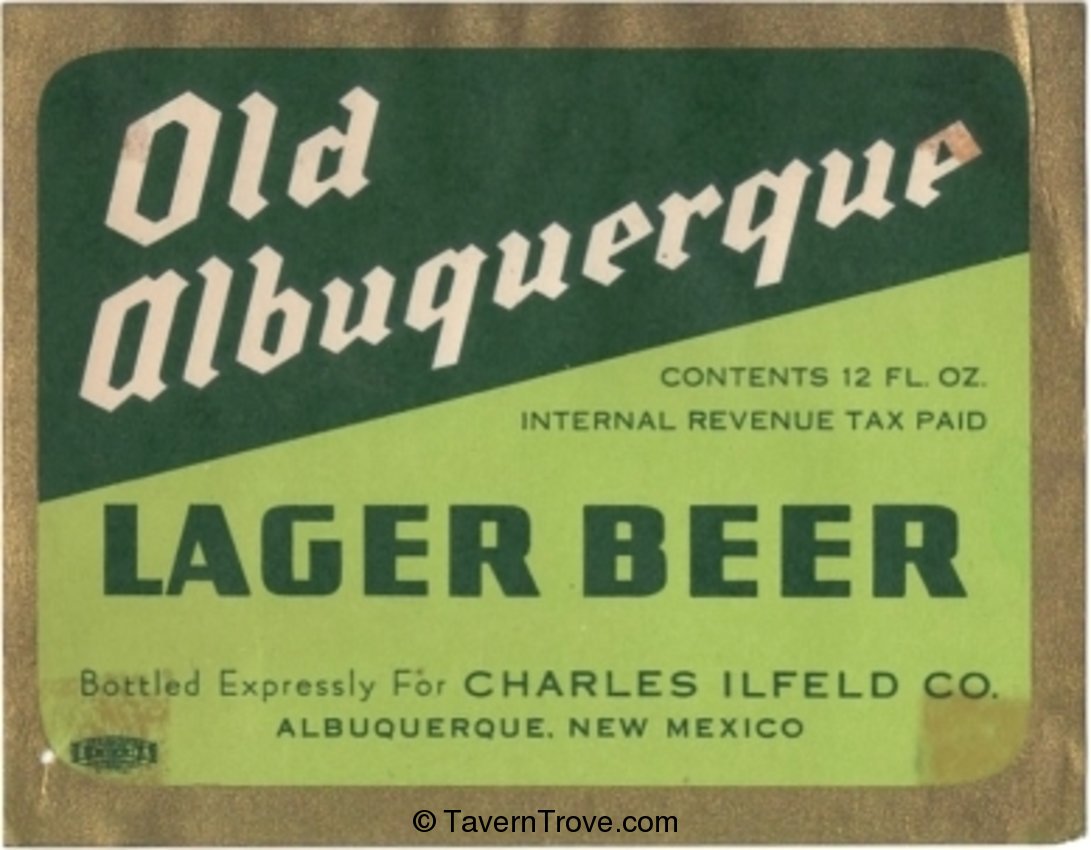 Old
Albuquerque
CONTENTS 12 FL. OZ.
INTERNAL REVENUE TAX PAID
LAGER BEER
Bottled Expressly For CHARLES ILFELD CO.
ALBUQUERQUE, NEW MEXICO
© TavernTrove.com